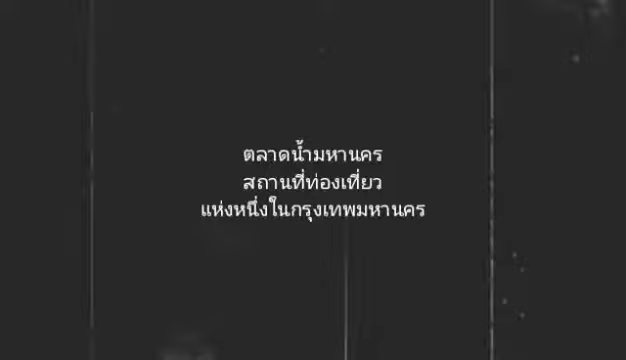 ตลาดน้ำมหานคร
สถานที่ท่องเที่ยว
แห่งหนึ่งในกรุงเทพมหานคร